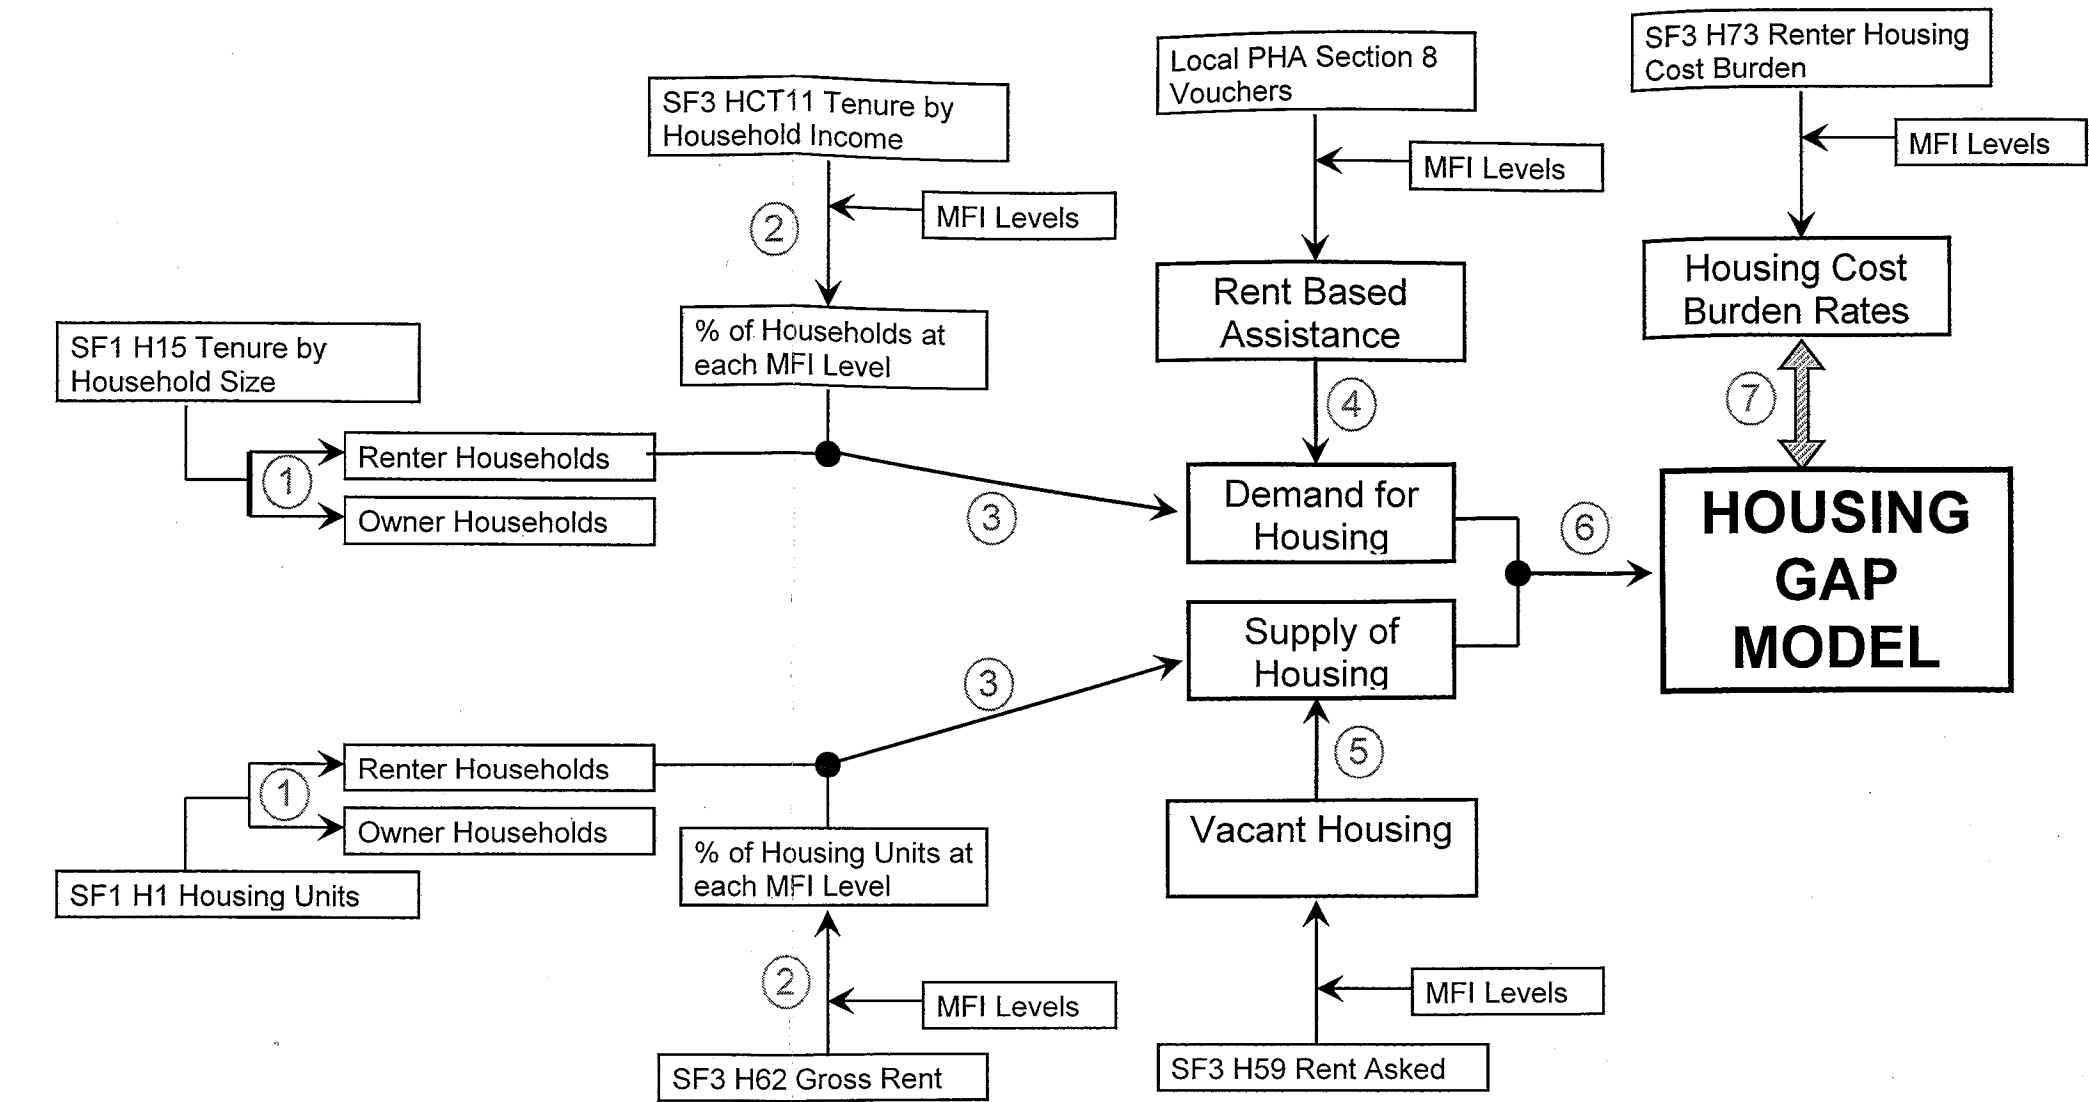 SF3 H73 Renter Housing
Cost Burden
Local PHA Section 8
Vouchers
SF3 HCT11 Tenure by
Household Income
MFI Levels
MFI Levels
MFI Levels
2
Rent Based
Assistance
Housing Cost
Burden Rates
% of Households at
each MFI Level
SF1 H15 Tenure by
Household Size
4
7
Renter Households
1
Owner Households
3
Demand for
Housing
6
HOUSING
GAP
MODEL
Supply of
Housing
3
5
Renter Households
1
Owner Households
Vacant Housing
% of Housing Units at
each MFI Level
SF1 H1 Housing Units
2
MFI Levels
MFI Levels
SF3 H62 Gross Rent
SF3 H59 Rent Asked